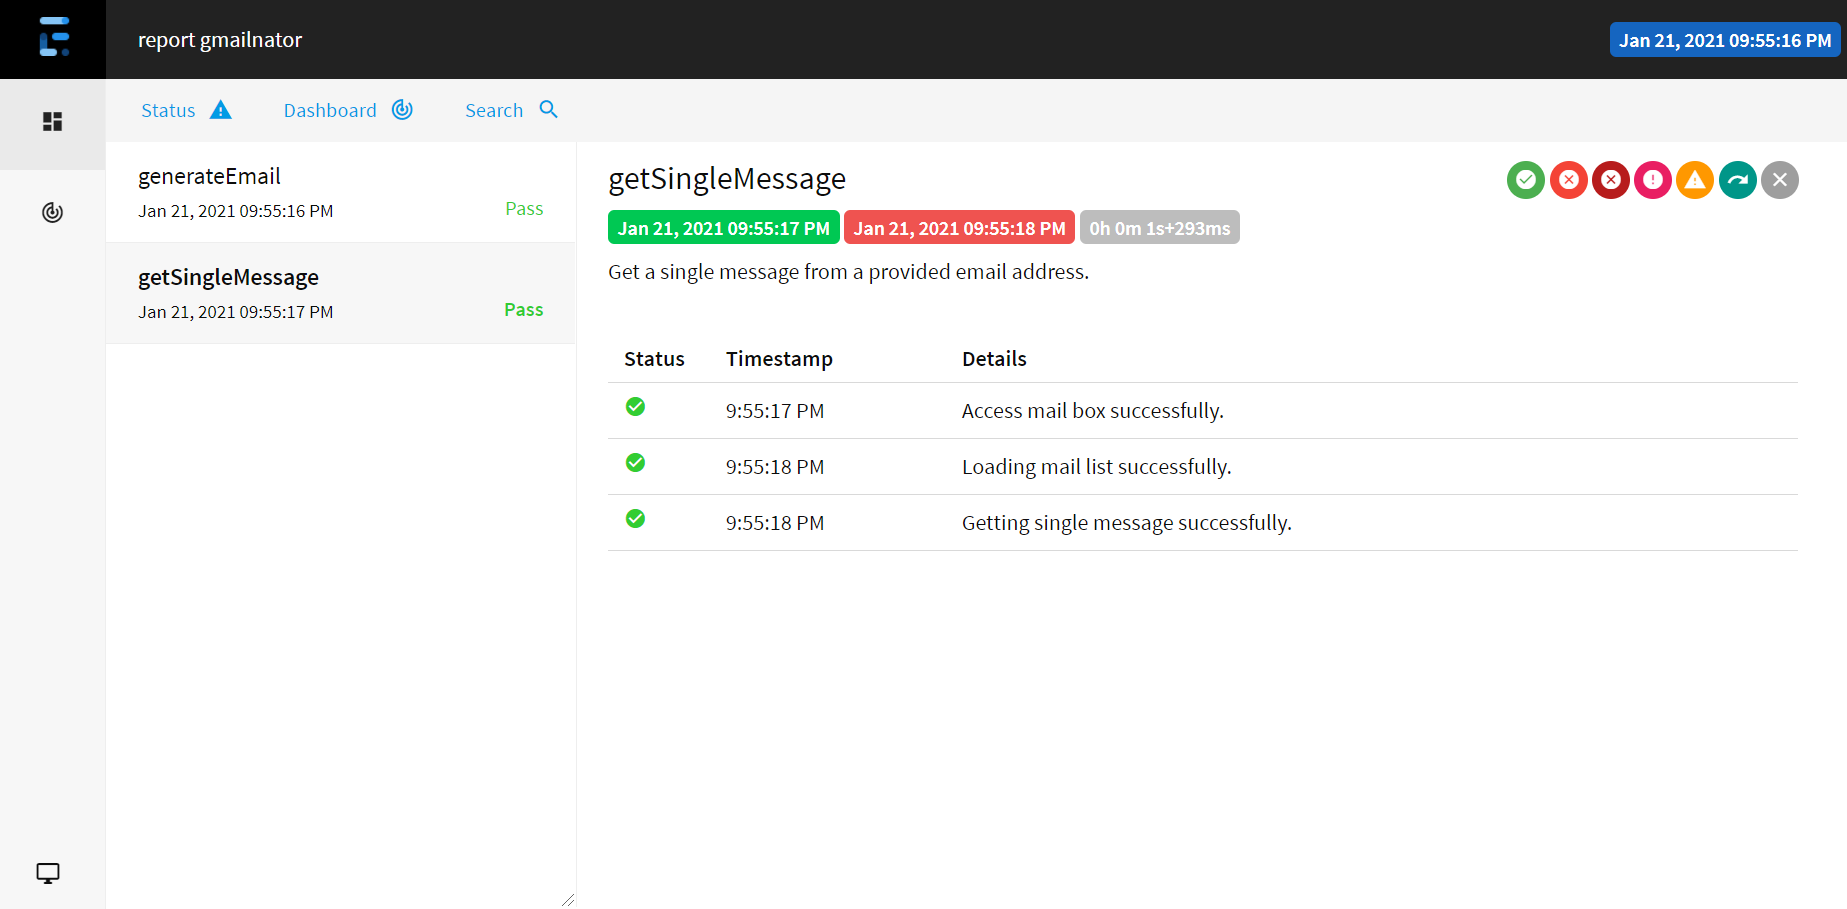 report gmailnator
Jan 21, 2021 09:55:16 PM
Status
Dashboard
Search
generateEmail
Jan 21, 2021 09:55:16 PM
Pass
getSingleMessage
Jan 21, 2021 09:55:17 PM
Pass
getSingleMessage
Jan 21, 2021 09:55:17 PM Jan 21, 2021 09:55:18 PM 0h 0m 1s+293ms
Get a single message from a provided email address.
Status Timestamp Details
9:55:17 PM Access mail box successfully.
9:55:18 PM Loading mail list successfully.
9:55:18 PM Getting single message successfully.